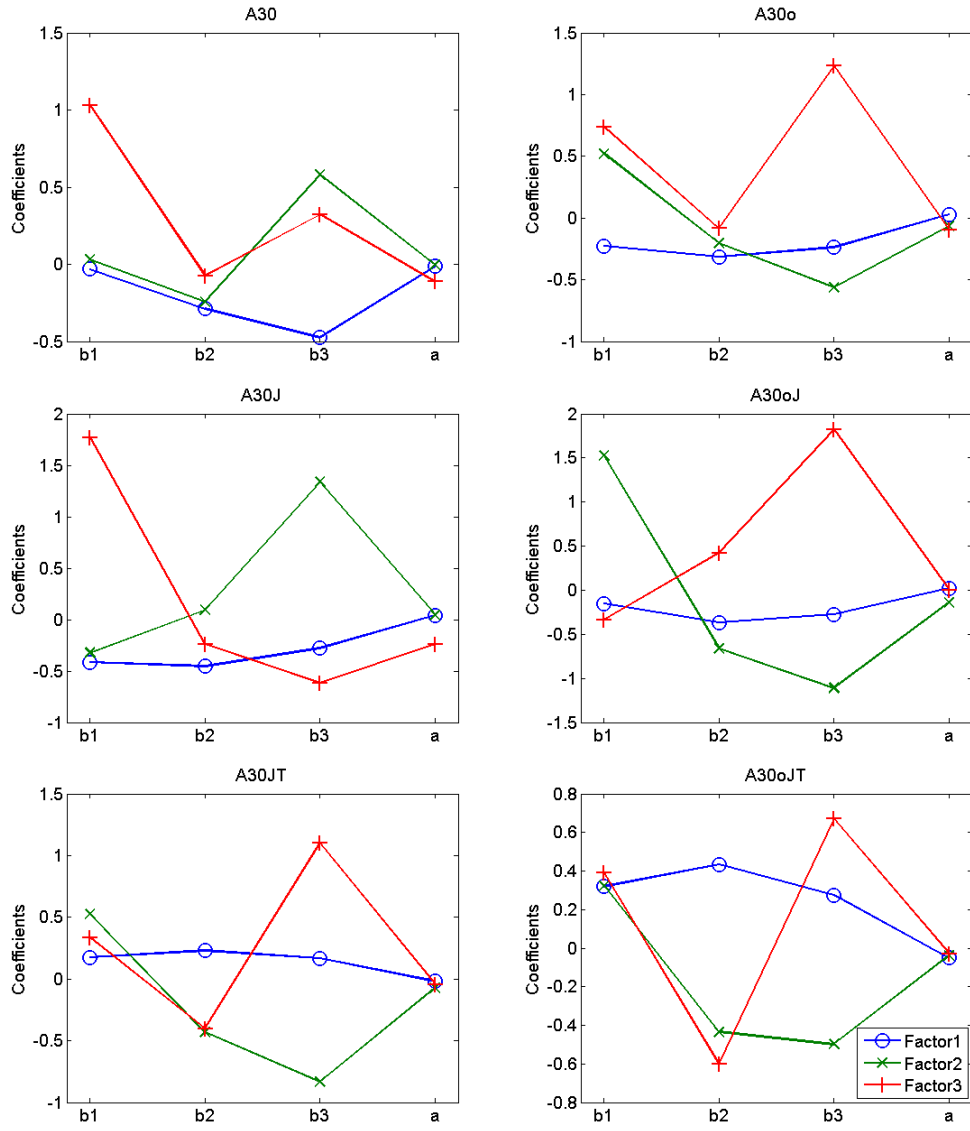 A30
1.5
1
0.5
0
-0.5
Coefficients
b1 b2 b3 a
A30o
1.5
1
0.5
0
-0.5
-1
Coefficients
b1 b2 b3 a
A30J
2
1.5
1
0.5
0
-0.5
-1
Coefficients
b1 b2 b3 a
A30oJ
2
1.5
1
0.5
0
-0.5
-1
-1.5
Coefficients
b1 b2 b3 a
A30JT
1.5
1
0.5
0
-0.5
-1
Coefficients
b1 b2 b3 a
A30oJT
0.8
0.6
0.4
0.2
0
-0.2
-0.4
-0.6
-0.8
Coefficients
b1 b2 b3 a
Factor1
Factor2
Factor3